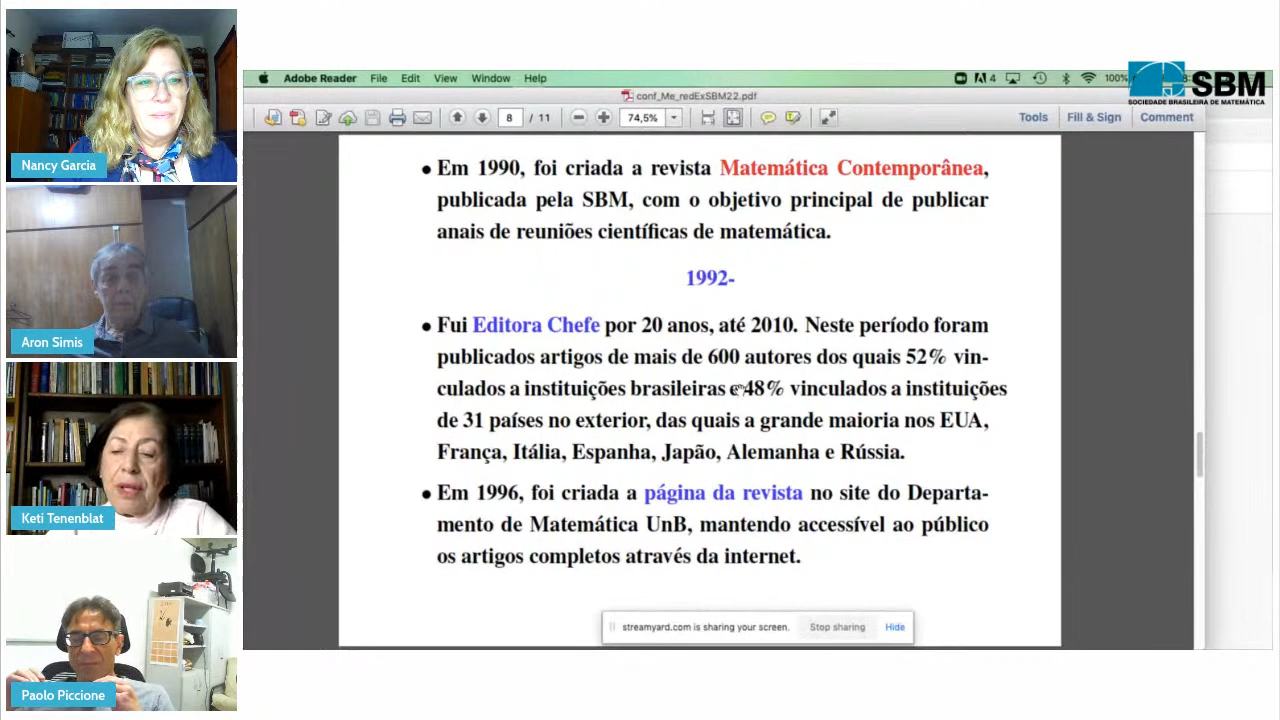 Nancy Garcia
Aron Simis
Keti Tenenblat
Paolo Piccione
Adobe Reader File Edit View Window Help
4
100%
SBM
SOCIEDADE BRASILEIRA DE MATEMÁTICA
conf_Me_redExSBM22.pdf
8 / 11
74,5%
Tools Fill & Sign Comment
• Em 1990, foi criada a revista Matemática Contemporânea,
publicada pela SBM, com o objetivo principal de publicar
anais de reuniões científicas de matemática.
1992-
• Fui Editora Chefe por 20 anos, até 2010. Neste período foram
publicados artigos de mais de 600 autores dos quais 52% vin-
culados a instituições brasileiras e 48% vinculados a instituições
de 31 países no exterior, das quais a grande maioria nos EUA,
França, Itália, Espanha, Japão, Alemanha e Rússia.
• Em 1996, foi criada a página da revista no site do Departa-
mento de Matemática UnB, mantendo accessível ao público
os artigos completos através da internet.
streamyard.com is sharing your screen. Stop sharing Hide